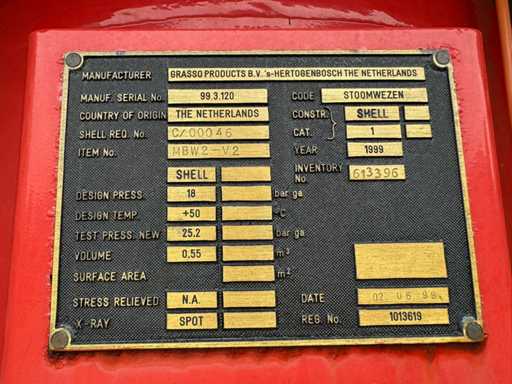 MANUFACTURER GRASSO PRODUCTS B.V. 's-HERTOGENBOSCH THE NETHERLANDS
MANUF. SERIAL No. 99.3.120 CODE STOOMWEZEN
COUNTRY OF ORIGIN THE NETHERLANDS CONSTR. SHELL
SHELL REQ. No. C/00046 CAT. 1
ITEM No. MBW2-V2 YEAR 1999
INVENTORY No. 613396
SHELL
DESIGN PRESS. 18 bar ga
DESIGN TEMP. +50 °C
TEST PRESS. NEW 25.2 bar ga
VOLUME 0,55 m³
SURFACE AREA m²
STRESS RELIEVED N.A. DATE 02 06 99
X-RAY SPOT REG. No. 1013619